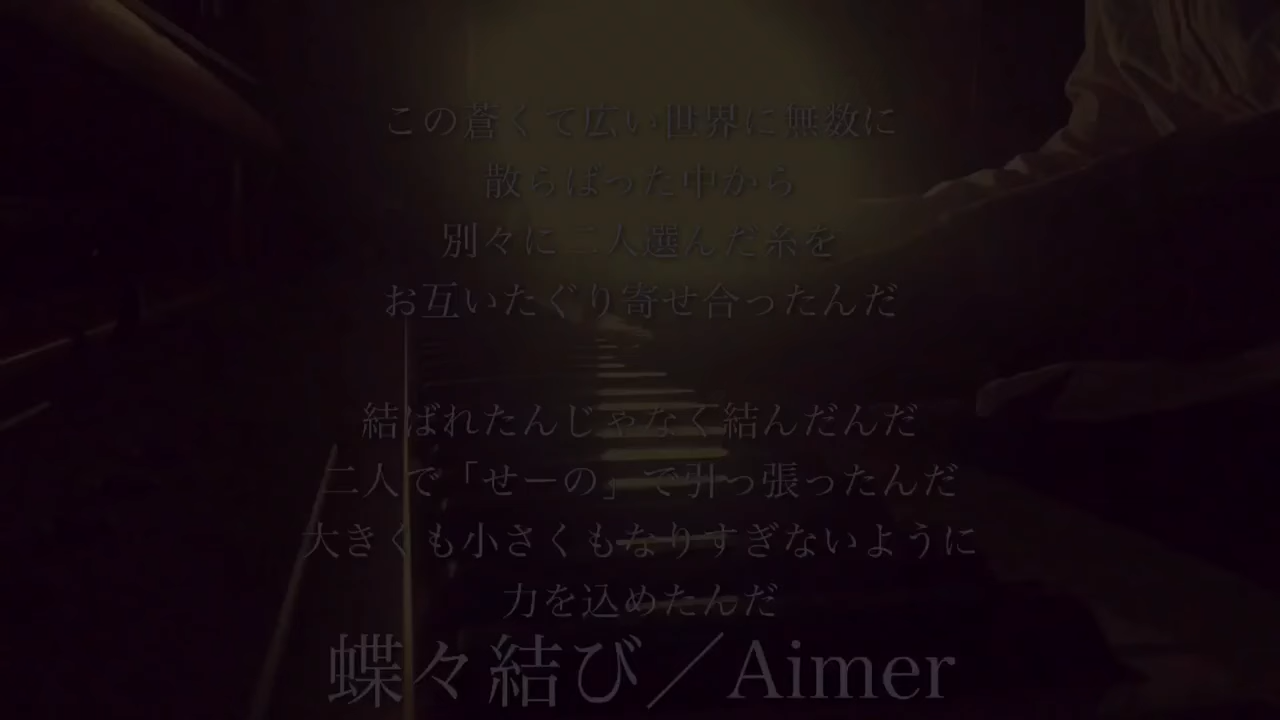 この蒼くて広い世界に無数に
散らばった中から
別々に二人選んだ糸を
お互いたぐり寄せ合ったんだ
結ばれたんじゃなく結んだんだ
二人で「せーの」で引っ張ったんだ
大きくも小さくもなりすぎないように
力を込めたんだ
蝶々結び／Aimer